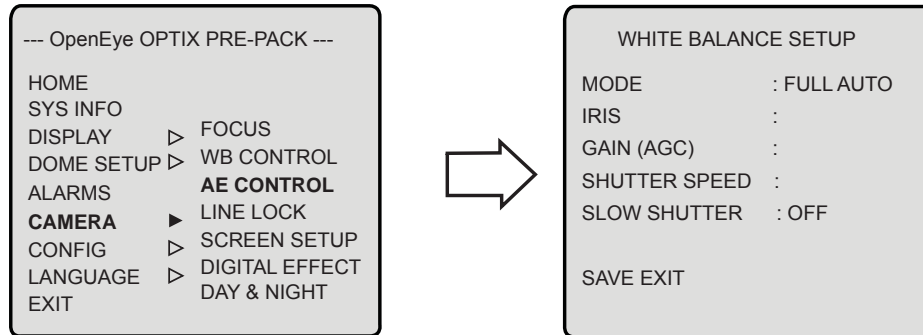 --- OpenEye OPTIX PRE-PACK ---
HOME
SYS INFO
DISPLAY ▷
DOME SETUP ▷
ALARMS
CAMERA ►
CONFIG ▷
LANGUAGE ▷
EXIT
FOCUS
WB CONTROL
AE CONTROL
LINE LOCK
SCREEN SETUP
DIGITAL EFFECT
DAY & NIGHT
WHITE BALANCE SETUP
MODE : FULL AUTO
IRIS :
GAIN (AGC) :
SHUTTER SPEED :
SLOW SHUTTER : OFF
SAVE EXIT